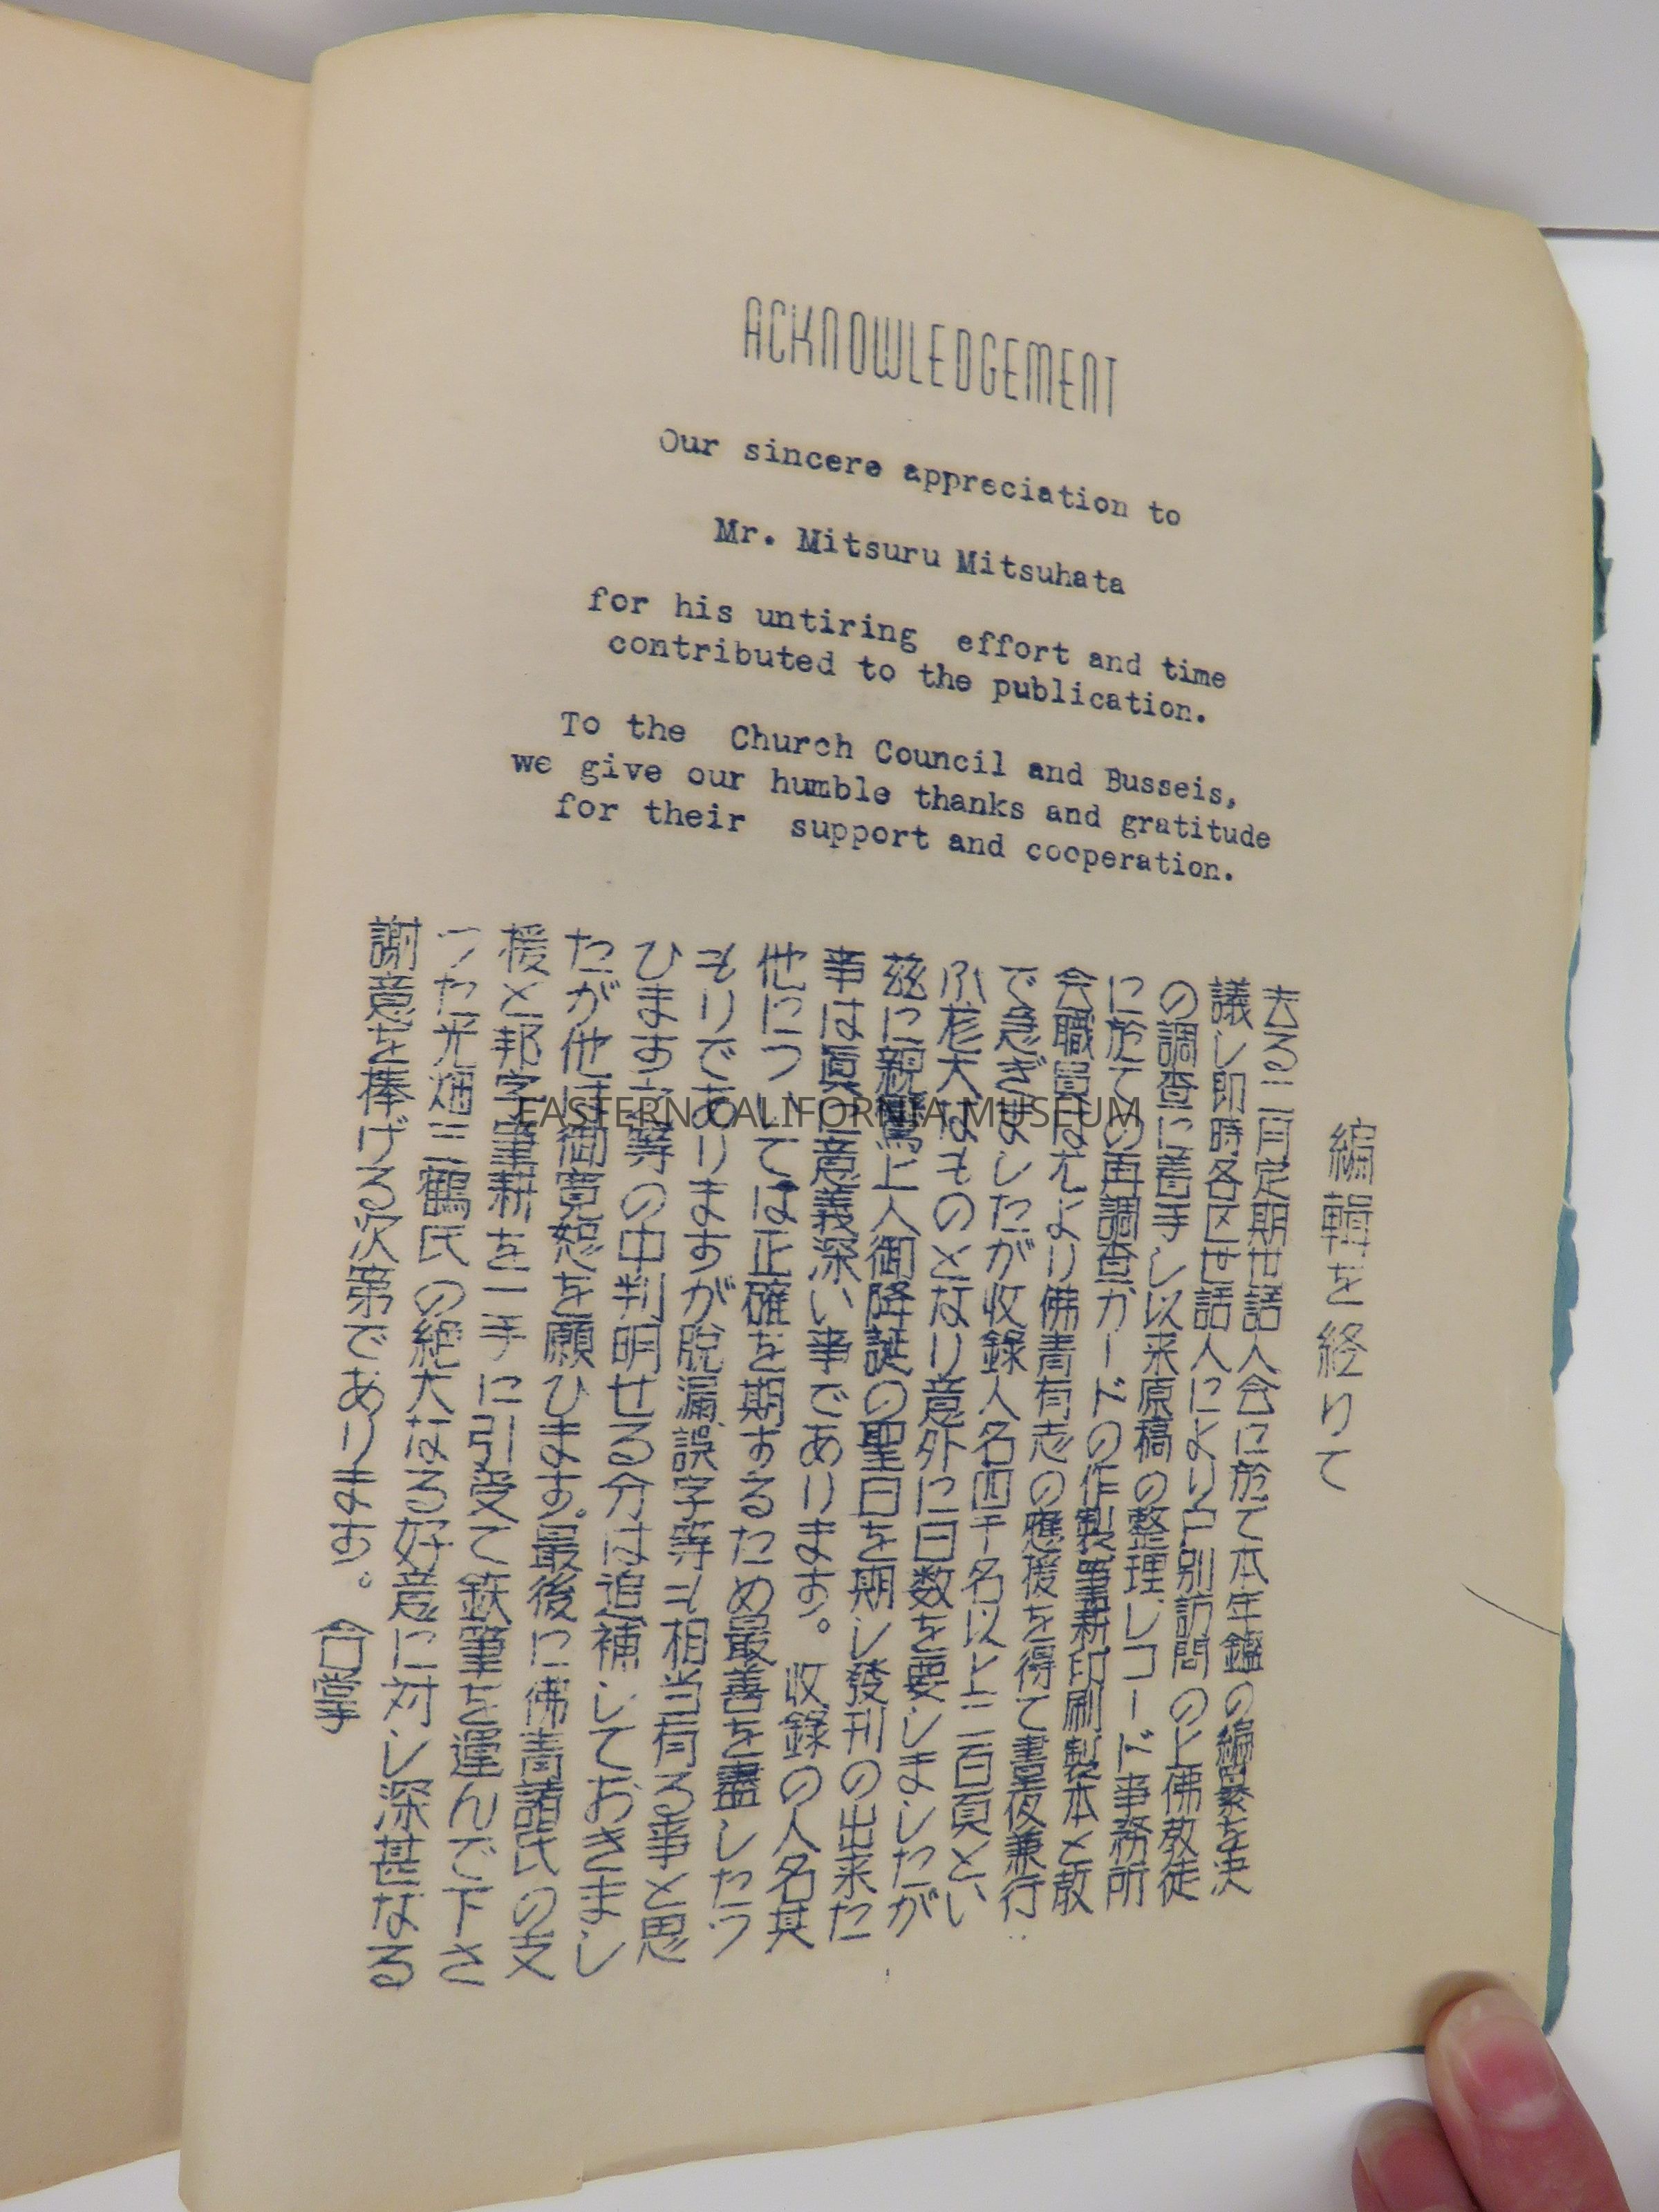 ACKNOWLEDGEMENT
Our sincere appreciation to
Mr. Mitsuru Mitsuhata
for his untiring effort and time
contributed to the publication.
To the Church Council and Busseis,
we give our humble thanks and gratitude
for their support and cooperation.
編輯を経りて
去る二月定期世話人会に於て本年鑑の編纂を決
議し即時各区世話人により戸別訪問の上佛教徒
の調査に着手し以来原稿の整理レコード事務所
に於ての再調査カードの作製筆耕印刷製本と教
会職員は尤より佛青有志の應援を得て書夜兼行
で急ぎましたが收錄人名四千名以上二百頁とい
ふ厖大なものとなり意外に日数を要しましたが
茲に親鸞上人御降誕の聖日を期し發刊の出来た
事は眞に意義深い事であります。收錄の人名其
他については正確を期するため最善を盡したつ
もりでありますが脱漏誤字等も相当有る事と思
ひます 等の中判明せる分は追補しておきまし
たが他は御寛恕を願ひます。最後に佛青諸氏の支
援と邦字筆耕を一手に引受て鉄筆を運んで下さ
つた光畑三鶴氏の絶大なる好意に対し深甚なる
謝意を捧げる次第であります。 合掌
EASTERN CALIFORNIA MUSEUM